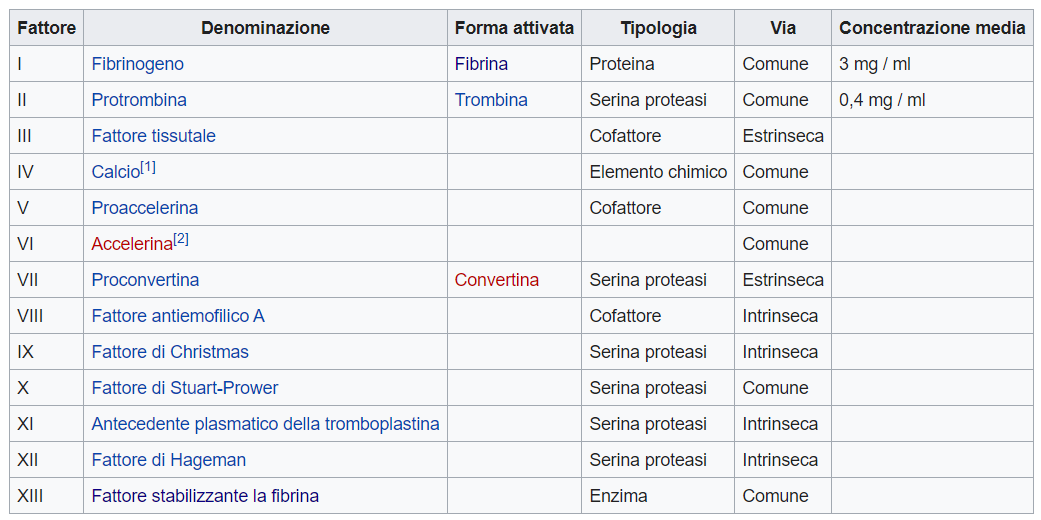 Fattore Denominazione Forma attivata Tipologia Via Concentrazione media
I Fibrinogeno Fibrina Proteina Comune 3 mg / ml
II Protrombina Trombina Serina proteasi Comune 0,4 mg / ml
III Fattore tissutale Cofattore Estrinseca
IV Calcio[1] Elemento chimico Comune
V Proaccelerina Cofattore Comune
VI Accelerina[2] Comune
VII Proconvertina Convertina Serina proteasi Estrinseca
VIII Fattore antiemofilico A Cofattore Intrinseca
IX Fattore di Christmas Serina proteasi Intrinseca
X Fattore di Stuart-Prower Serina proteasi Comune
XI Antecedente plasmatico della tromboplastina Serina proteasi Intrinseca
XII Fattore di Hageman Serina proteasi Intrinseca
XIII Fattore stabilizzante la fibrina Enzima Comune